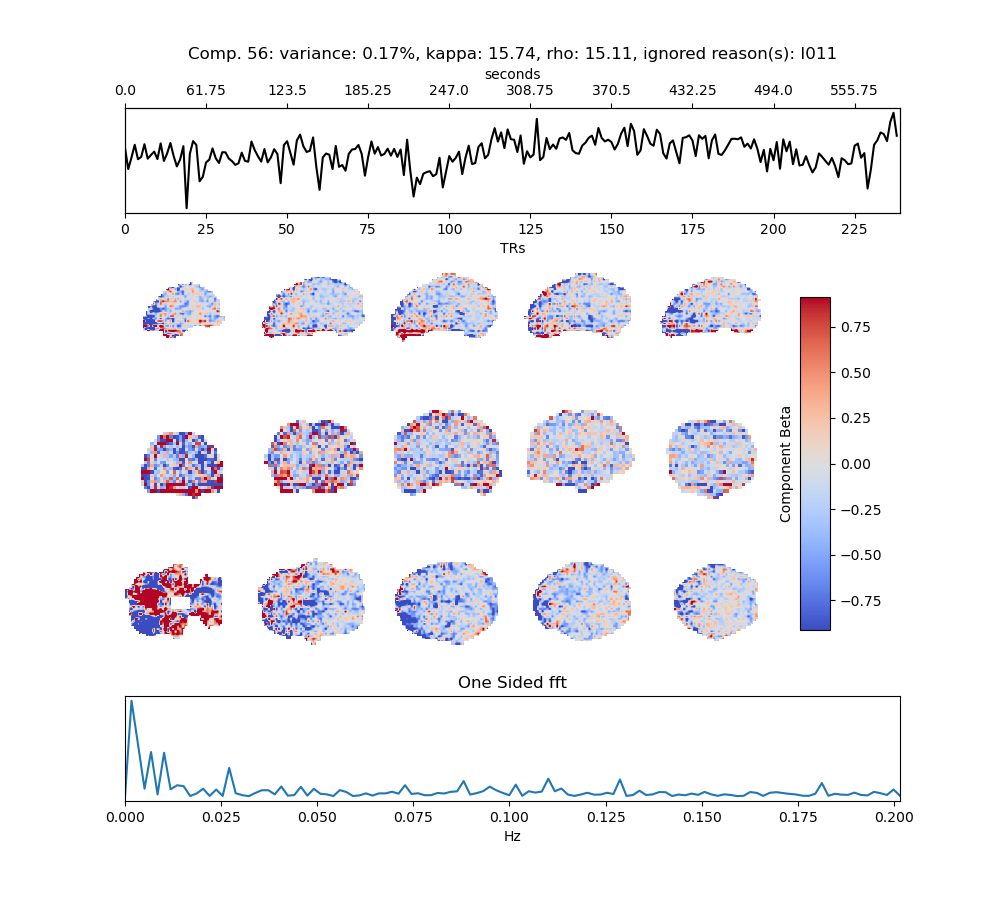 Comp. 56: variance: 0.17%, kappa: 15.74, rho: 15.11, ignored reason(s): I011
seconds
0.0 61.75 123.5 185.25 247.0 308.75 370.5 432.25 494.0 555.75
0 25 50 75 100 125 150 175 200 225
TRs
Component Beta
0.75
0.50
0.25
0.00
−0.25
−0.50
−0.75
One Sided fft
0.000 0.025 0.050 0.075 0.100 0.125 0.150 0.175 0.200
Hz